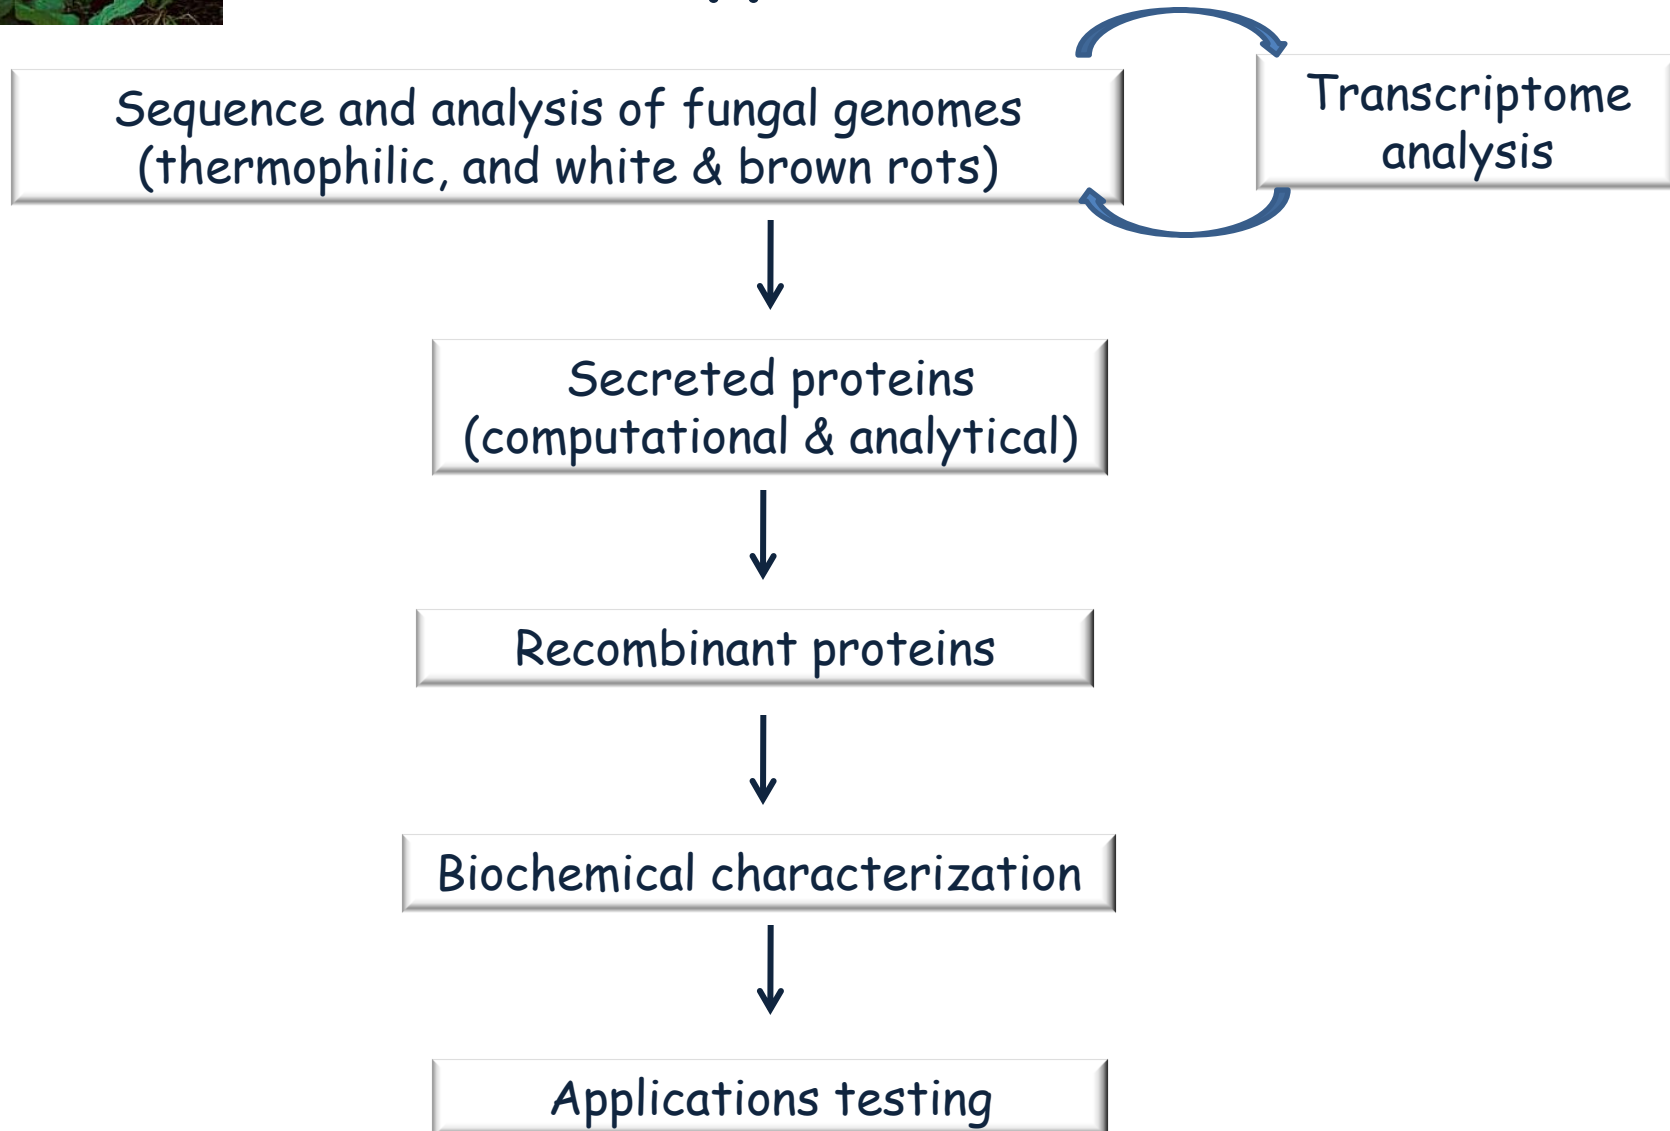 Sequence and analysis of fungal genomes
(thermophilic, and white & brown rots)
Transcriptome
analysis
Secreted proteins
(computational & analytical)
Recombinant proteins
Biochemical characterization
Applications testing